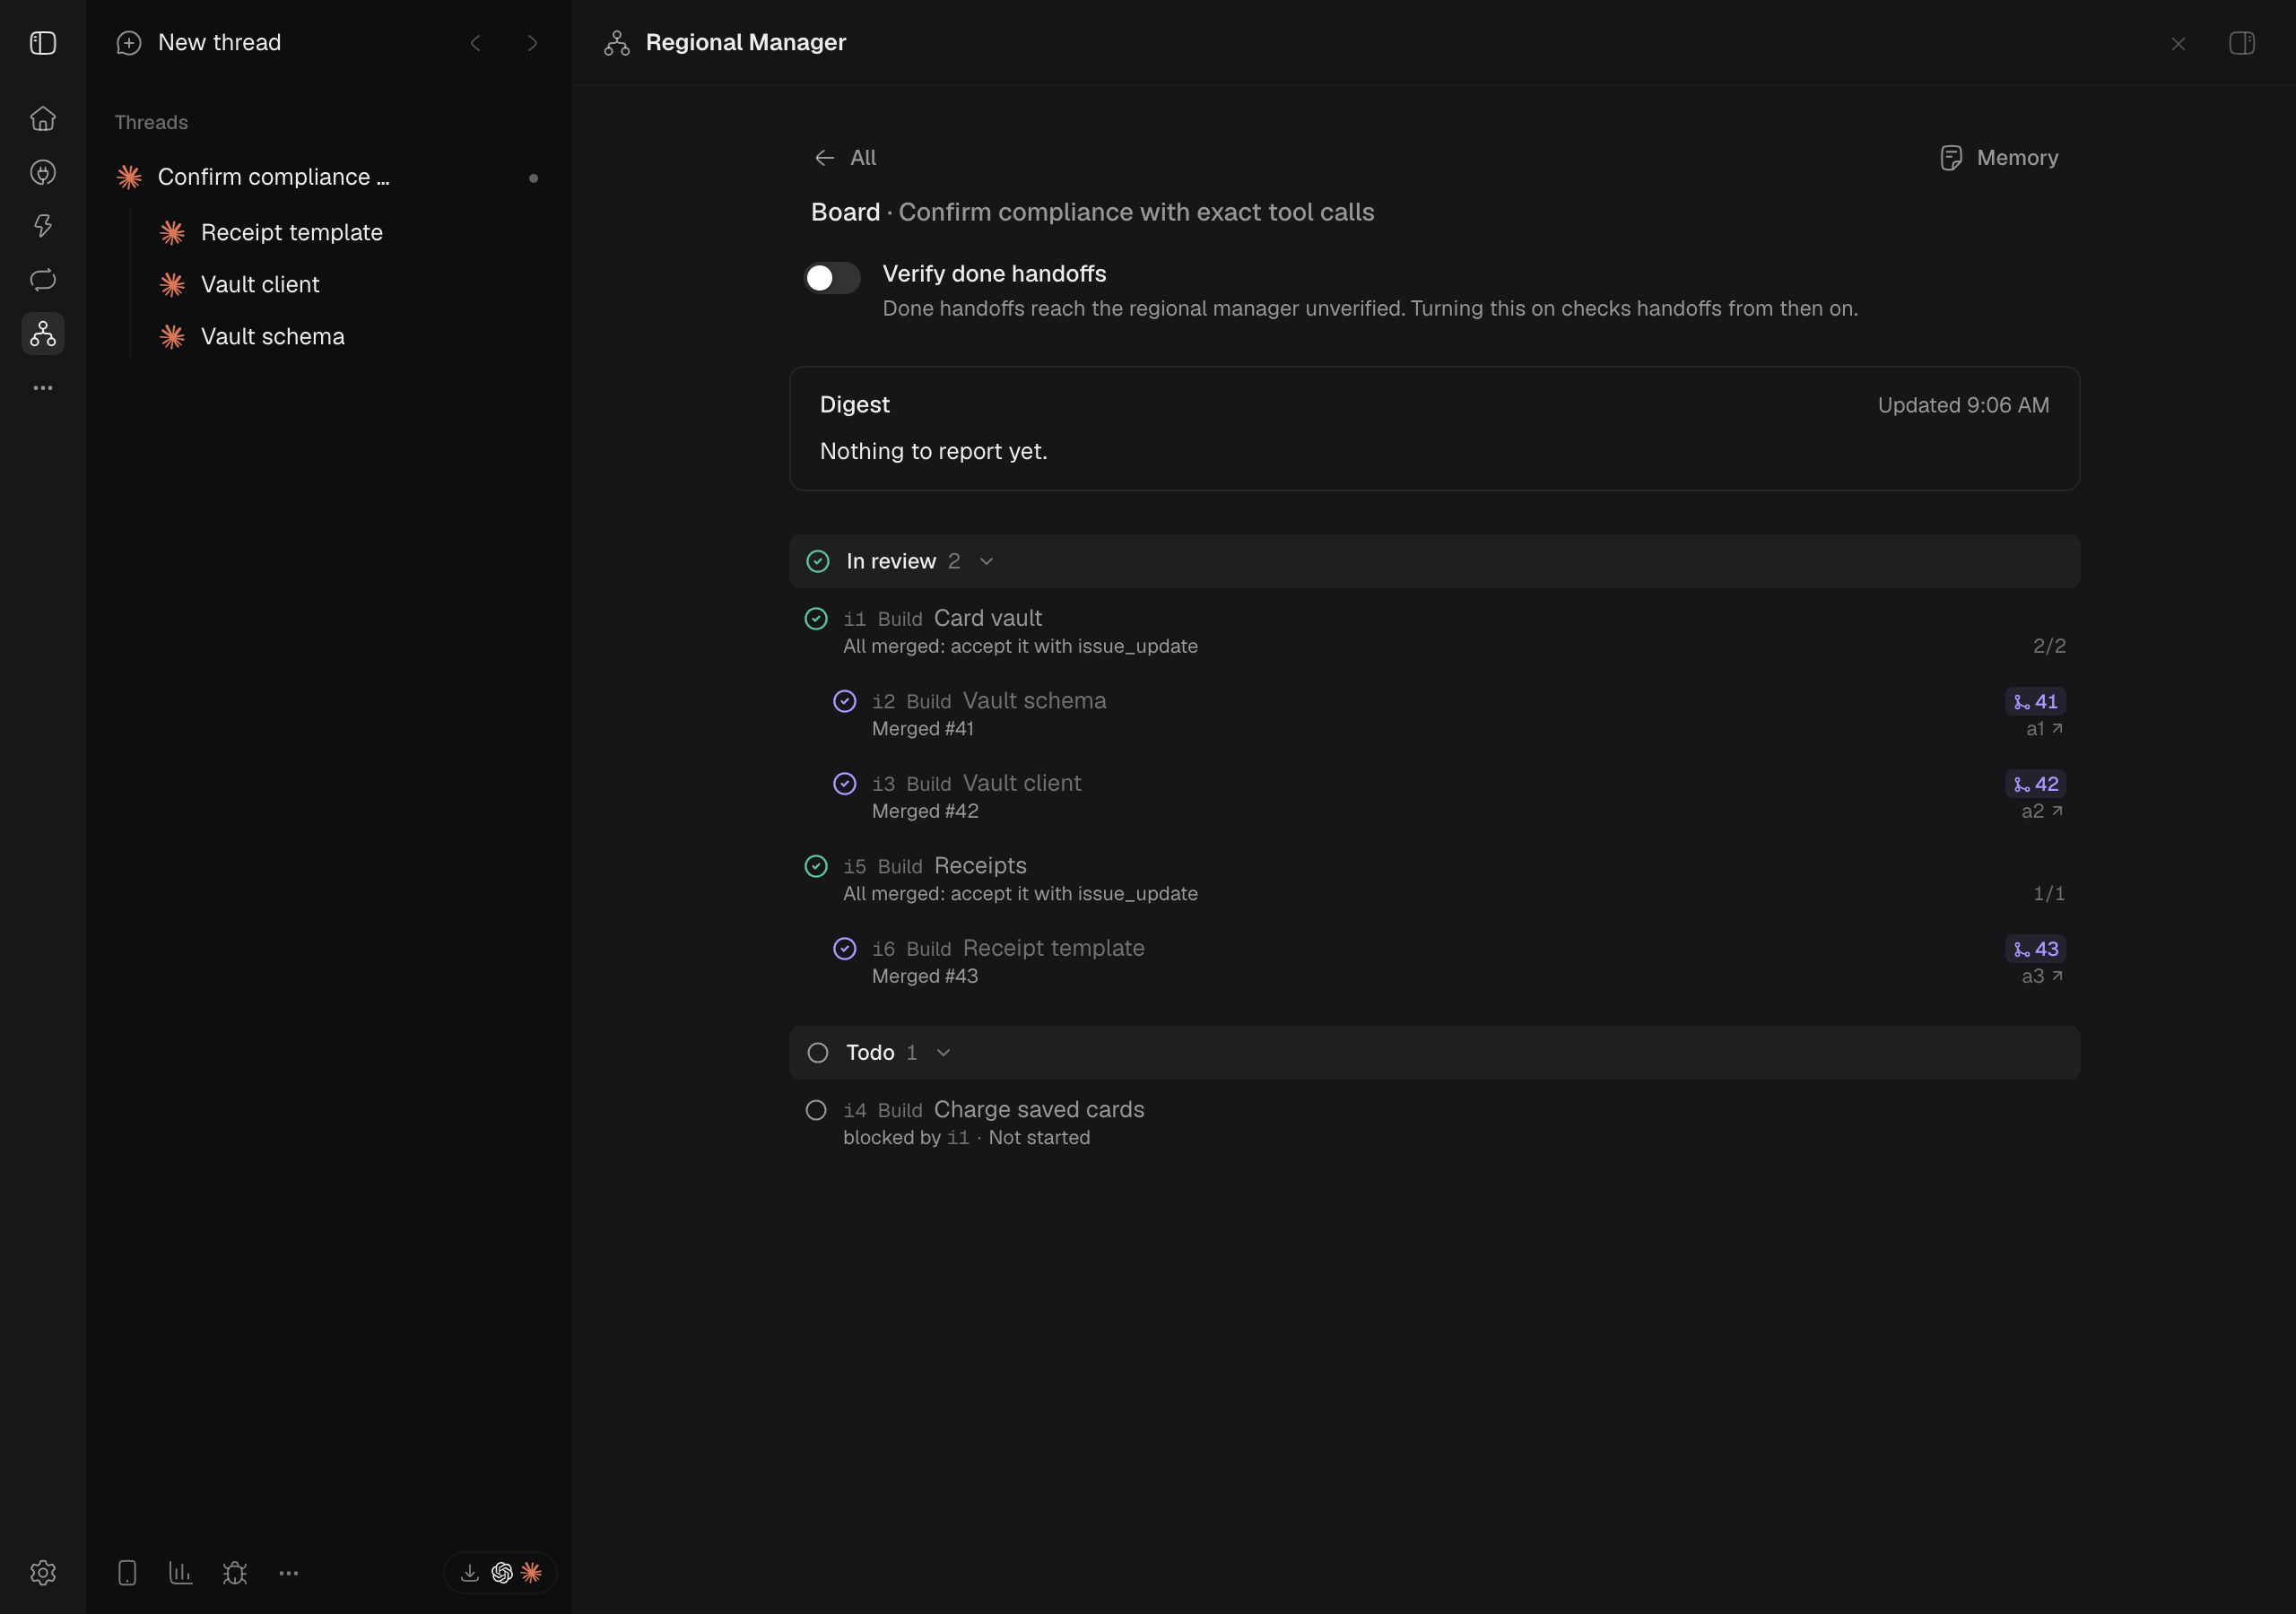 New thread
Regional Manager
Threads
Confirm compliance ...
Receipt template
Vault client
Vault schema
All
Memory
Board · Confirm compliance with exact tool calls
Verify done handoffs
Done handoffs reach the regional manager unverified. Turning this on checks handoffs from then on.
Digest
Updated 9:06 AM
Nothing to report yet.
In review 2
i1 Build Card vault
All merged: accept it with issue_update 2/2
i2 Build Vault schema 41
Merged #41 a1
i3 Build Vault client 42
Merged #42 a2
i5 Build Receipts
All merged: accept it with issue_update 1/1
i6 Build Receipt template 43
Merged #43 a3
Todo 1
i4 Build Charge saved cards
blocked by i1 · Not started